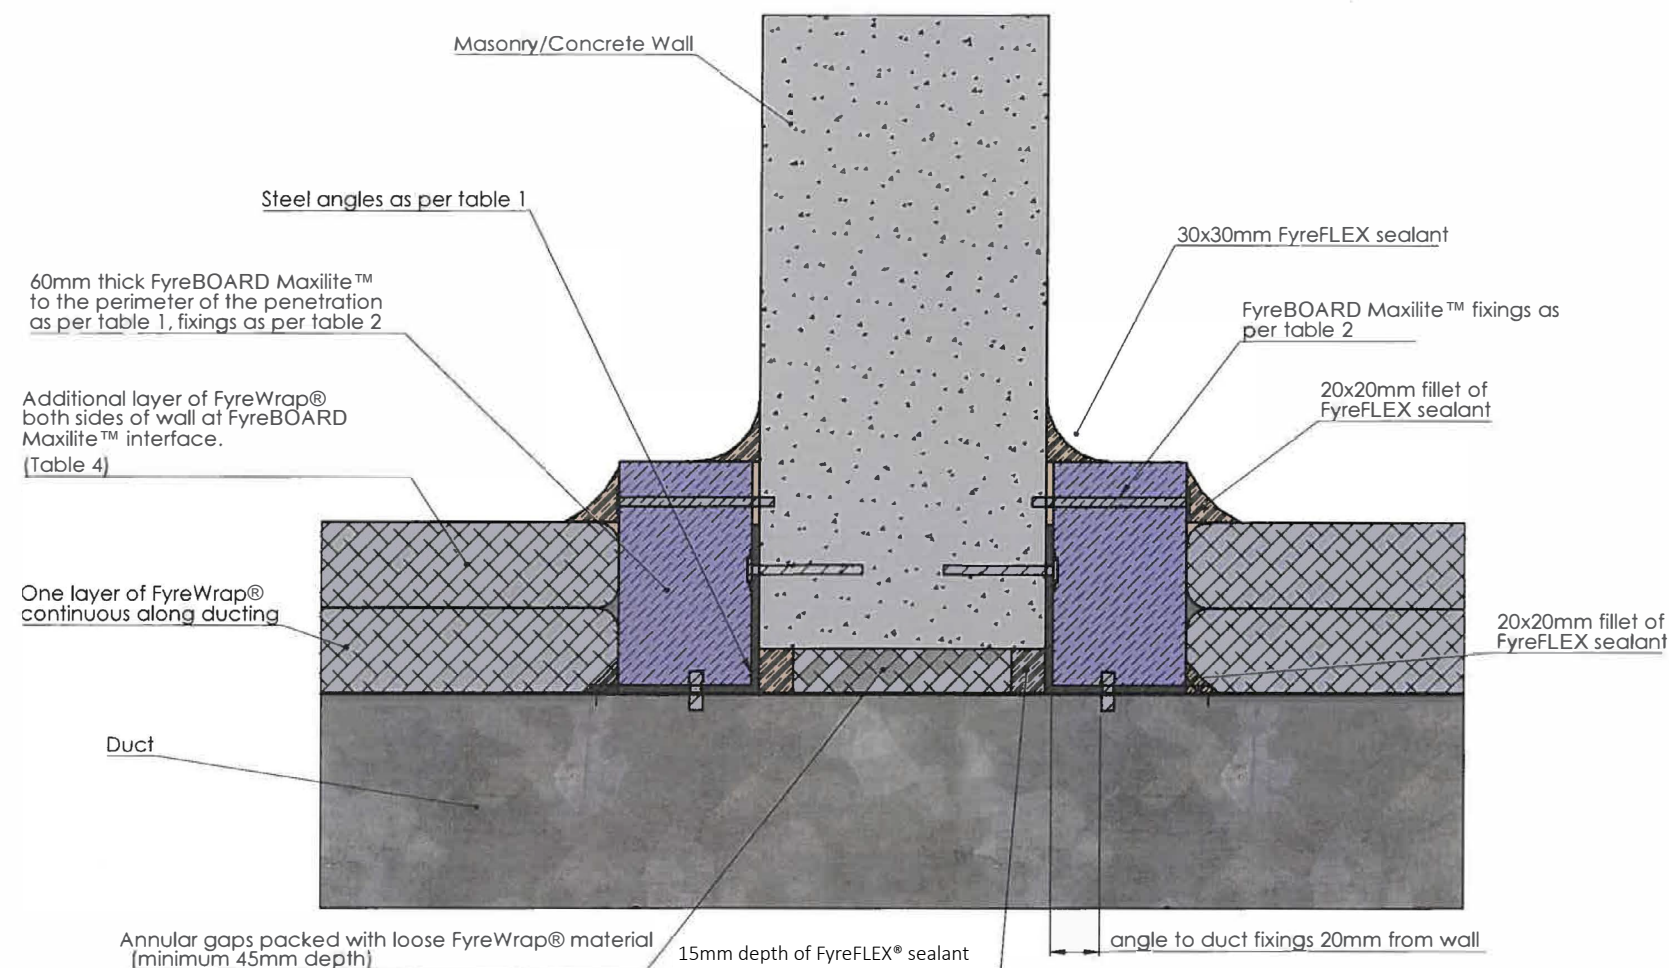 Masonry/Concrete Wall
Steel angles as per table 1
30x30mm FyreFLEX sealant
60mm thick FyreBOARD Maxilite™
to the perimeter of the penetration
as per table 1, fixings as per table 2
FyreBOARD Maxilite™ fixings as
per table 2
Additional layer of FyreWrap®
both sides of wall at FyreBOARD
Maxilite™ interface.
(Table 4)
20x20mm fillet of
FyreFLEX sealant
One layer of FyreWrap®
continuous along ducting
20x20mm fillet of
FyreFLEX sealant
Duct
Annular gaps packed with loose FyreWrap® material
(minimum 45mm depth)
15mm depth of FyreFLEX® sealant
angle to duct fixings 20mm from wall